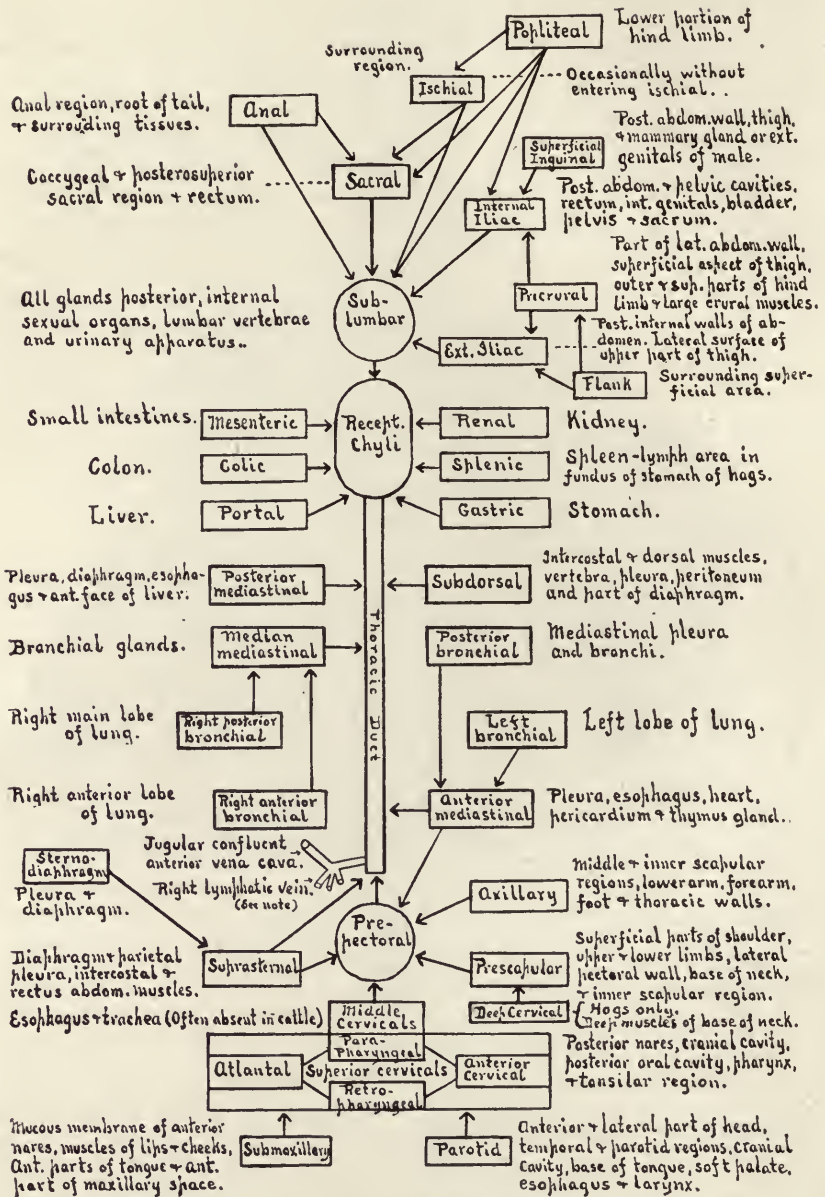 Popliteal
Lower portion of
hind limb.
Surrounding
region.
Ischial
Occasionally without
entering ischial..
Anal region, root of tail,
& surrounding tissues.
Anal
Superficial
Inguinal
Post. abdom. wall, thigh,
& mammary gland or ext.
genitals of male.
Coccygeal & posterosuperior
sacral region & rectum.
Sacral
Internal
Iliac
Post. abdom. & pelvic cavities,
rectum, int. genitals, bladder,
pelvis & sacrum.
All glands posterior, internal
sexual organs, lumbar vertebrae
and urinary apparatus..
Sub-
lumbar
Pricrural
Part of lat. abdom. wall,
superficial aspect of thigh,
outer & sup. parts of hind
limb & large crural muscles.
Ext. Iliac
Post. internal walls of ab-
domen. Lateral surface of
upper part of thigh.
Flank
Surrounding super-
ficial area.
Small intestines.
Mesenteric
Recept.
Chyli
Renal
Kidney.
Colon.
Colic
Splenic
Spleen-lymph area in
fundus of stomach of hogs.
Liver.
Portal
Gastric
Stomach.
Pleura, diaphragm, esopha-
gus & ant. face of liver.
Posterior
mediastinal
Thoracic Duct
Subdorsal
Intercostal & dorsal muscles,
vertebra, pleura, peritoneum
and part of diaphragm.
Bronchial glands.
Median
mediastinal
Posterior
bronchial
Mediastinal pleura
and bronchi.
Right main lobe
of lung.
Right posterior
bronchial
Left
bronchial
Left lobe of lung.
Right anterior lobe
of lung.
Right anterior
bronchial
Anterior
mediastinal
Pleura, esophagus, heart,
pericardium & thymus gland..
Jugular confluent
anterior vena cava.
Right lymphatic vein.
(See note)
Sterno-
diaphragm
Pleura &
diaphragm.
Pre-
pectoral
Axillary
Middle & inner scapular
regions, lower arm, forearm,
foot & thoracic walls.
Diaphragm & parietal
pleura, intercostal &
rectus abdom. muscles.
Suprasternal
Prescapular
Superficial parts of shoulder,
upper & lower limbs, lateral
pectoral wall, base of neck,
& inner scapular region.
Esophagus & trachea (Often absent in cattle)
Middle
Cervicals
Deep Cervical
Hogs only.
Deep muscles of base of neck.
Para-
Pharyngeal
Atlantal
Superior cervicals
Anterior
Cervical
Retro-
pharyngeal
Posterior nares, cranial cavity,
posterior oral cavity, pharynx,
& tonsilar region.
Mucous membrane of anterior
nares, muscles of lips & cheeks,
Ant. parts of tongue & ant.
part of maxillary space.
Submaxillary
Parotid
Anterior & lateral part of head,
temporal & parotid regions, cranial
cavity, base of tongue, soft palate,
esophagus & larynx.